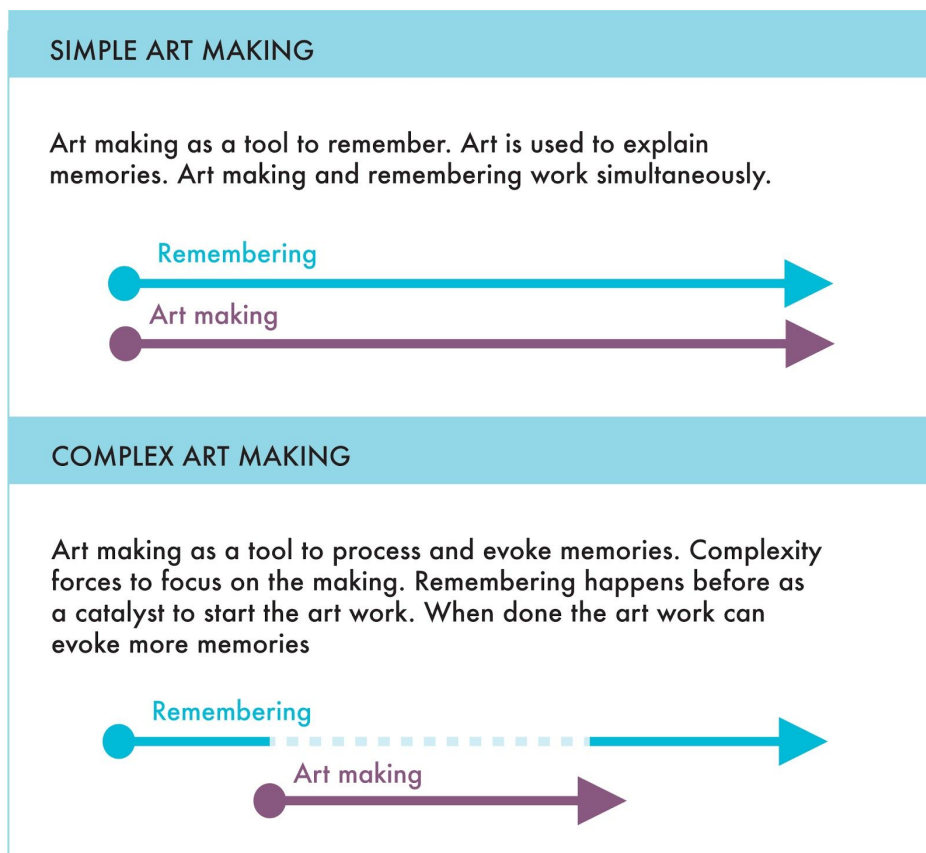 SIMPLE ART MAKING
Art making as a tool to remember. Art is used to explain
memories. Art making and remembering work simultaneously.
Remembering
Art making
COMPLEX ART MAKING
Art making as a tool to process and evoke memories. Complexity
forces to focus on the making. Remembering happens before as
a catalyst to start the art work. When done the art work can
evoke more memories
Remembering
Art making